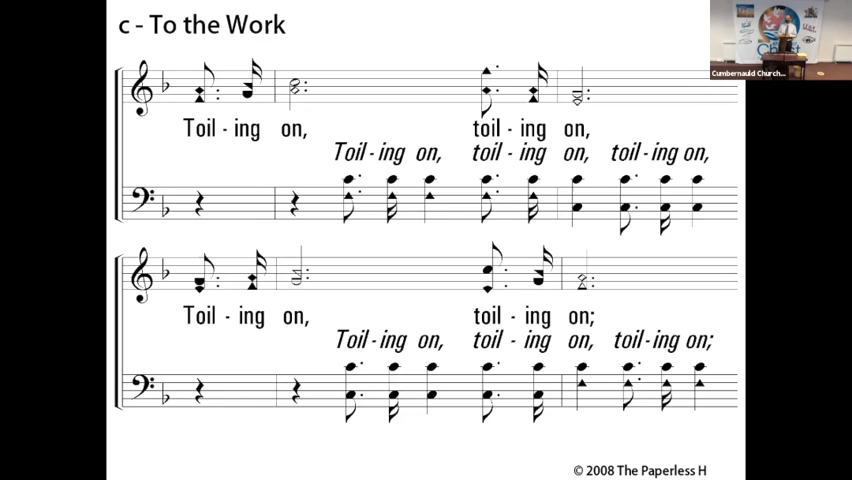 c - To the Work
Cumbernauld Church...
Toil - ing on, toil - ing on,
Toil - ing on, toil - ing on, toil - ing on,
Toil - ing on, toil - ing on;
Toil - ing on, toil - ing on, toil - ing on;
© 2008 The Paperless H